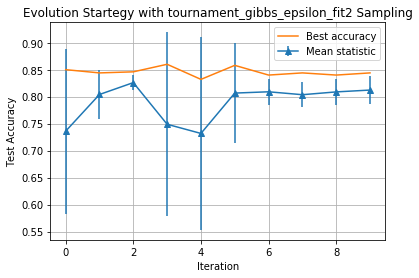 Evolution Startegy with tournament_gibbs_epsilon_fit2 Sampling
Best accuracy
Mean statistic
0.90
0.85
0.80
0.75
0.70
0.65
0.60
0.55
Test Accuracy
0 2 4 6 8
Iteration